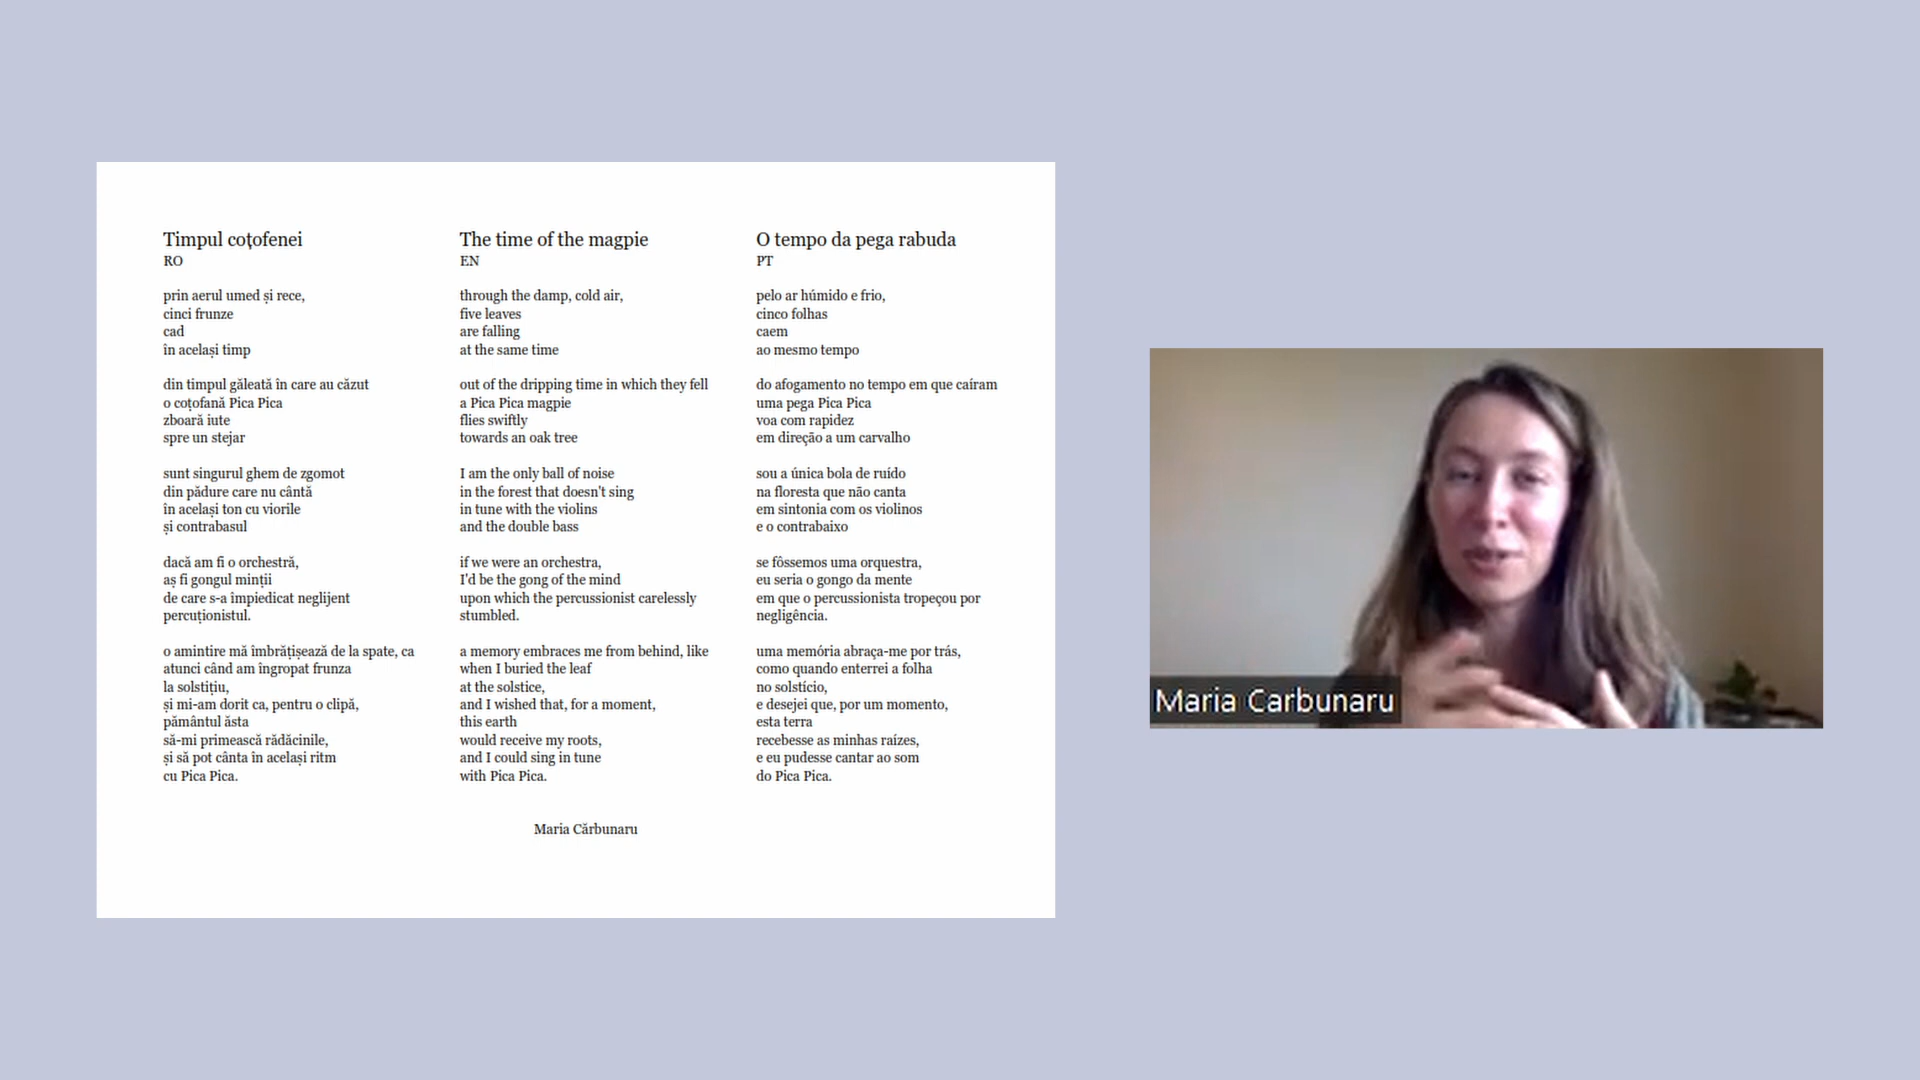 Timpul coțofenei
RO
prin aerul umed și rece,
cinci frunze
cad
în același timp
din timpul găleată în care au căzut
o coțofană Pica Pica
zboară iute
spre un stejar
sunt singurul ghem de zgomot
din pădure care nu cântă
în același ton cu viorile
și contrabasul
dacă am fi o orchestră,
aș fi gongul minții
de care s-a împiedicat neglijent
percuționistul.
o amintire mă îmbrățișează de la spate, ca
atunci când am îngropat frunza
la solstițiu,
și mi-am dorit ca, pentru o clipă,
pământul ăsta
să-mi primească rădăcinile,
și să pot cânta în același ritm
cu Pica Pica.
The time of the magpie
EN
through the damp, cold air,
five leaves
are falling
at the same time
out of the dripping time in which they fell
a Pica Pica magpie
flies swiftly
towards an oak tree
I am the only ball of noise
in the forest that doesn't sing
in tune with the violins
and the double bass
if we were an orchestra,
I'd be the gong of the mind
upon which the percussionist carelessly
stumbled.
a memory embraces me from behind, like
when I buried the leaf
at the solstice,
and I wished that, for a moment,
this earth
would receive my roots,
and I could sing in tune
with Pica Pica.
O tempo da pega rabuda
PT
pelo ar húmido e frio,
cinco folhas
caem
ao mesmo tempo
do afogamento no tempo em que caíram
uma pega Pica Pica
voa com rapidez
em direção a um carvalho
sou a única bola de ruído
na floresta que não canta
em sintonia com os violinos
e o contrabaixo
se fôssemos uma orquestra,
eu seria o gongo da mente
em que o percussionista tropeçou por
negligência.
uma memória abraça-me por trás,
como quando enterrei a folha
no solstício,
e desejei que, por um momento,
esta terra
recebesse as minhas raízes,
e eu pudesse cantar ao som
do Pica Pica.
Maria Cărbunaru
Maria Carbunaru